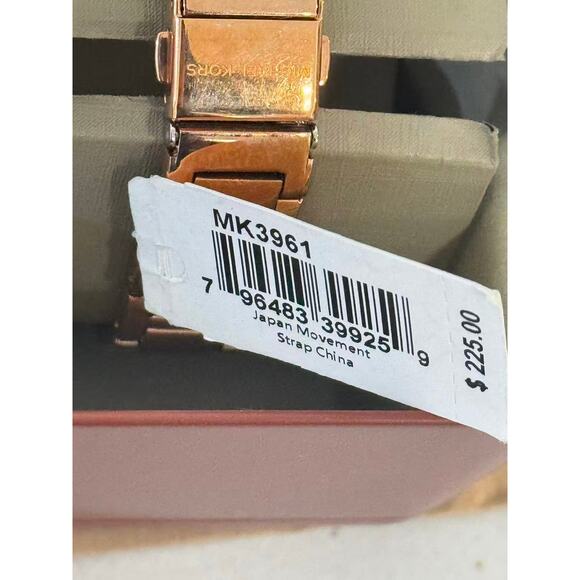 MICHAEL KORS
MK3961
7 96483 39925 9
Japan Movement
Strap China
$ 225.00